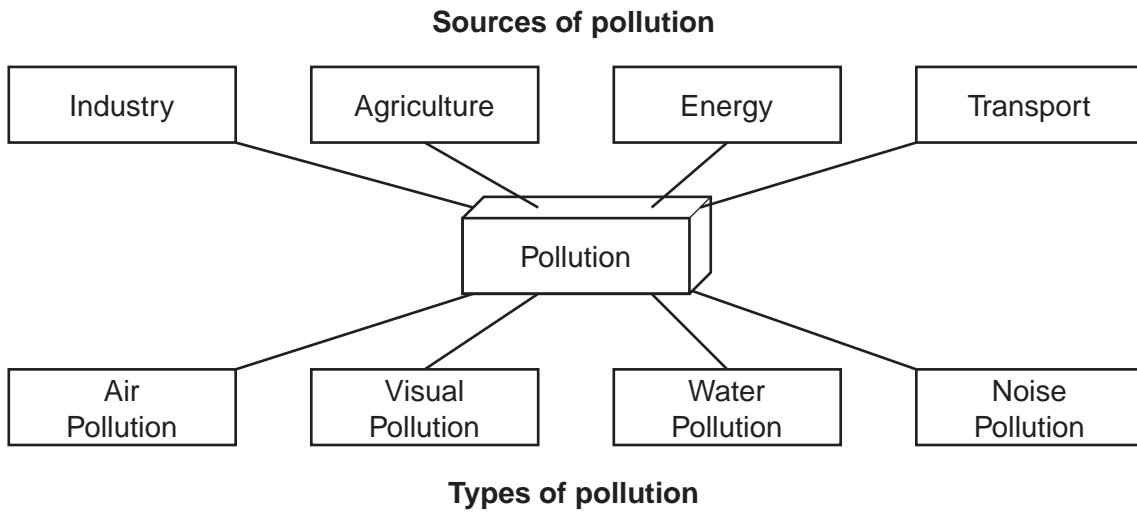 Sources of pollution
Industry
Agriculture
Energy
Transport
Pollution
Air
Pollution
Visual
Pollution
Water
Pollution
Noise
Pollution
Types of pollution